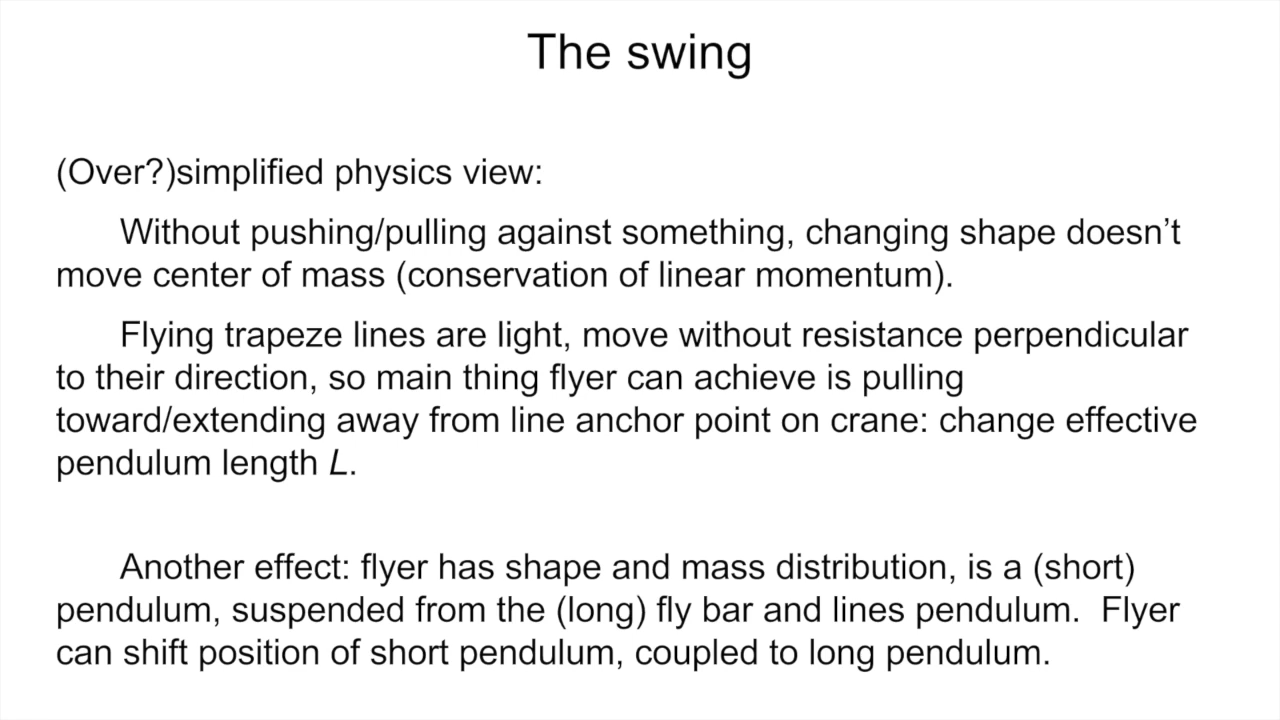 The swing
(Over?)simplified physics view:
Without pushing/pulling against something, changing shape doesn’t
move center of mass (conservation of linear momentum).
Flying trapeze lines are light, move without resistance perpendicular
to their direction, so main thing flyer can achieve is pulling
toward/extending away from line anchor point on crane: change effective
pendulum length L.
Another effect: flyer has shape and mass distribution, is a (short)
pendulum, suspended from the (long) fly bar and lines pendulum.  Flyer
can shift position of short pendulum, coupled to long pendulum.